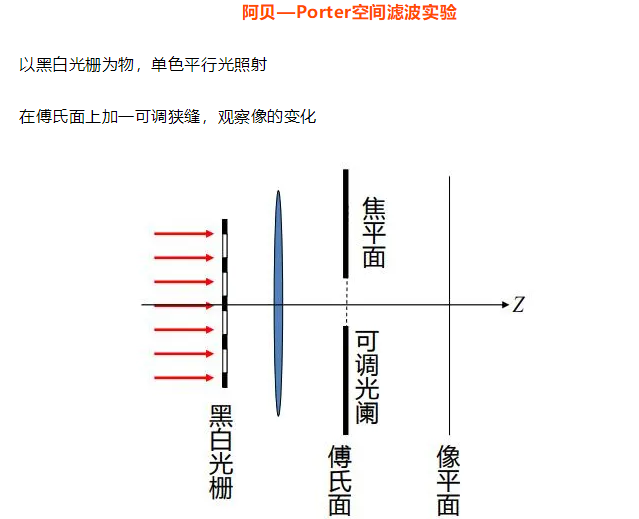 阿贝—Porter空间滤波实验
以黑白光栅为物，单色平行光照射
在傅氏面上加一可调狭缝，观察像的变化
焦平面
Z
可调光阑
黑白光栅
傅氏面
像平面